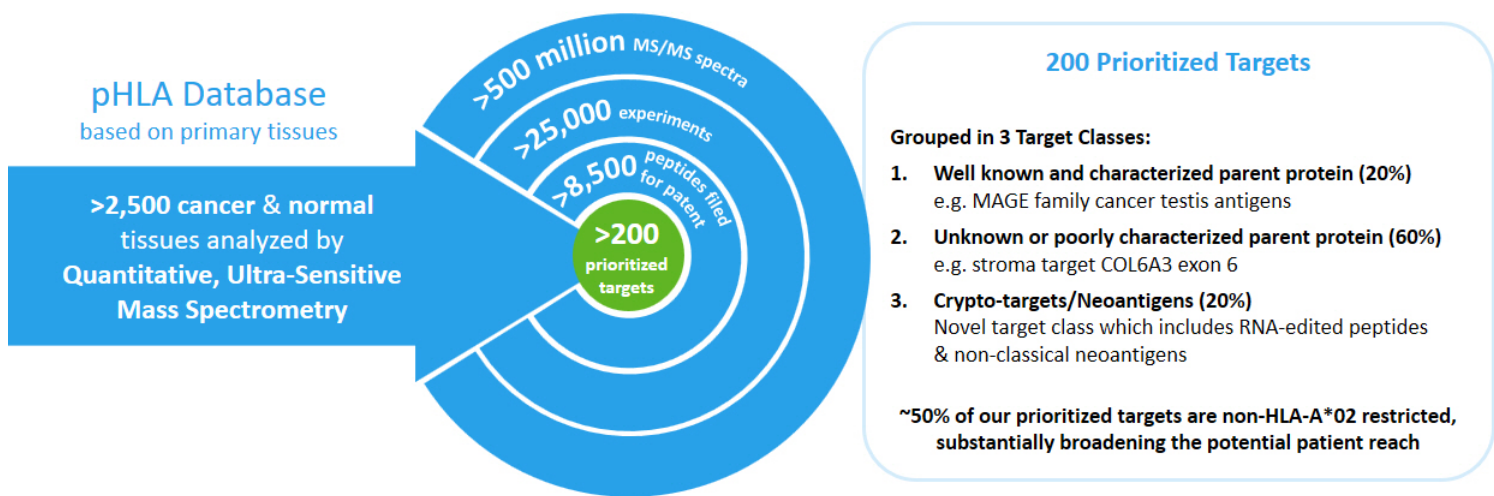 pHLA Database
based on primary tissues
>2,500 cancer & normal
tissues analyzed by
Quantitative, Ultra-Sensitive
Mass Spectrometry
>500 million MS/MS spectra
>25,000 experiments
>8,500 peptides filed
for patent
>200
prioritized
targets
200 Prioritized Targets
Grouped in 3 Target Classes:
1. Well known and characterized parent protein (20%)
e.g. MAGE family cancer testis antigens
2. Unknown or poorly characterized parent protein (60%)
e.g. stroma target COL6A3 exon 6
3. Crypto-targets/Neoantigens (20%)
Novel target class which includes RNA-edited peptides
& non-classical neoantigens
~50% of our prioritized targets are non-HLA-A*02 restricted,
substantially broadening the potential patient reach